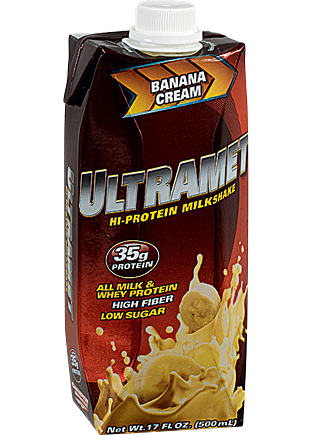 BANANA
CREAM
ULTRAMET
HI-PROTEIN MILKSHAKE
35g
PROTEIN
ALL MILK &
WHEY PROTEIN
HIGH FIBER
LOW SUGAR
Net Wt. 17 FL OZ. (500 mL)